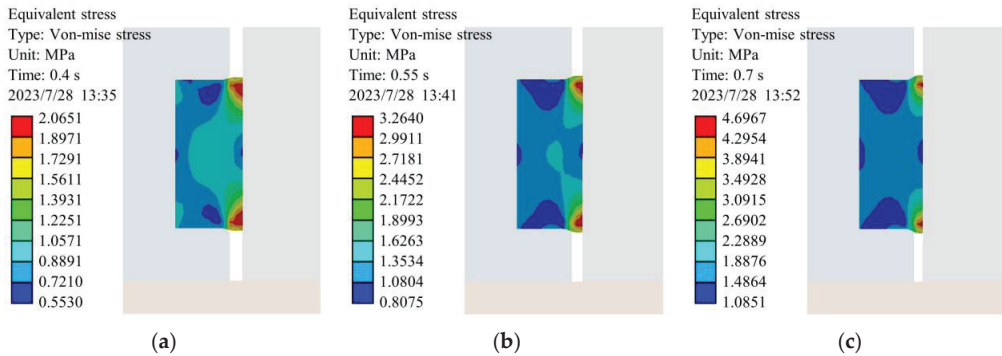 Equivalent stress
Type: Von-mise stress
Unit: MPa
Time: 0.4 s
2023/7/28 13:35
2.0651
1.8971
1.7291
1.5611
1.3931
1.2251
1.0571
0.8891
0.7210
0.5530
(a)
Equivalent stress
Type: Von-mise stress
Unit: MPa
Time: 0.55 s
2023/7/28 13:41
3.2640
2.9911
2.7181
2.4452
2.1722
1.8993
1.6263
1.3534
1.0804
0.8075
(b)
Equivalent stress
Type: Von-mise stress
Unit: MPa
Time: 0.7 s
2023/7/28 13:52
4.6967
4.2954
3.8941
3.4928
3.0915
2.6902
2.2889
1.8876
1.4864
1.0851
(c)